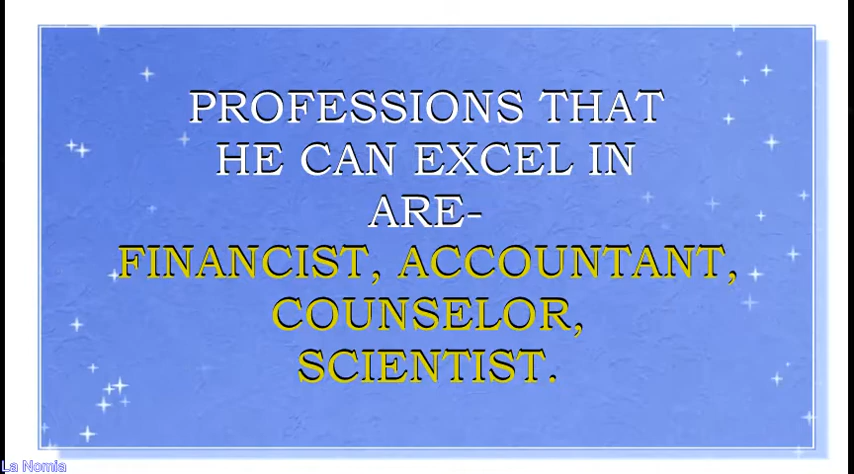 PROFESSIONS THAT
HE CAN EXCEL IN
ARE-
FINANCIST, ACCOUNTANT,
COUNSELOR,
SCIENTIST.
La Nomia